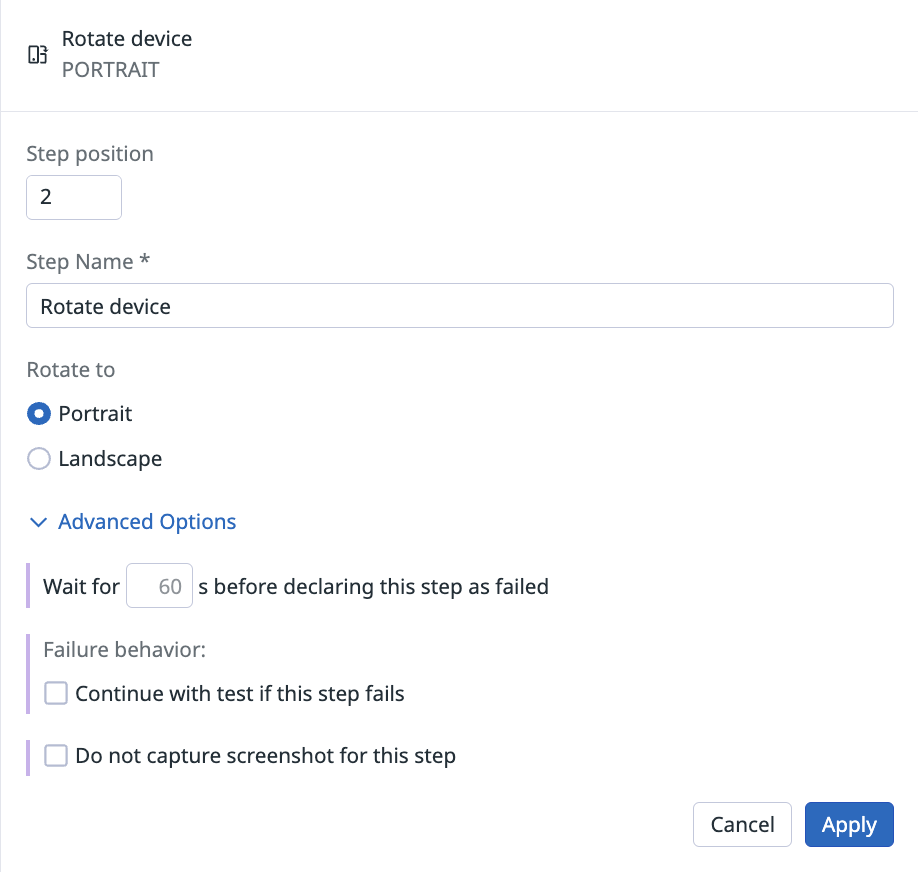 Rotate device
PORTRAIT
Step position
2
Step Name *
Rotate device
Rotate to
Portrait
Landscape
Advanced Options
Wait for 60 s before declaring this step as failed
Failure behavior:
Continue with test if this step fails
Do not capture screenshot for this step
Cancel Apply